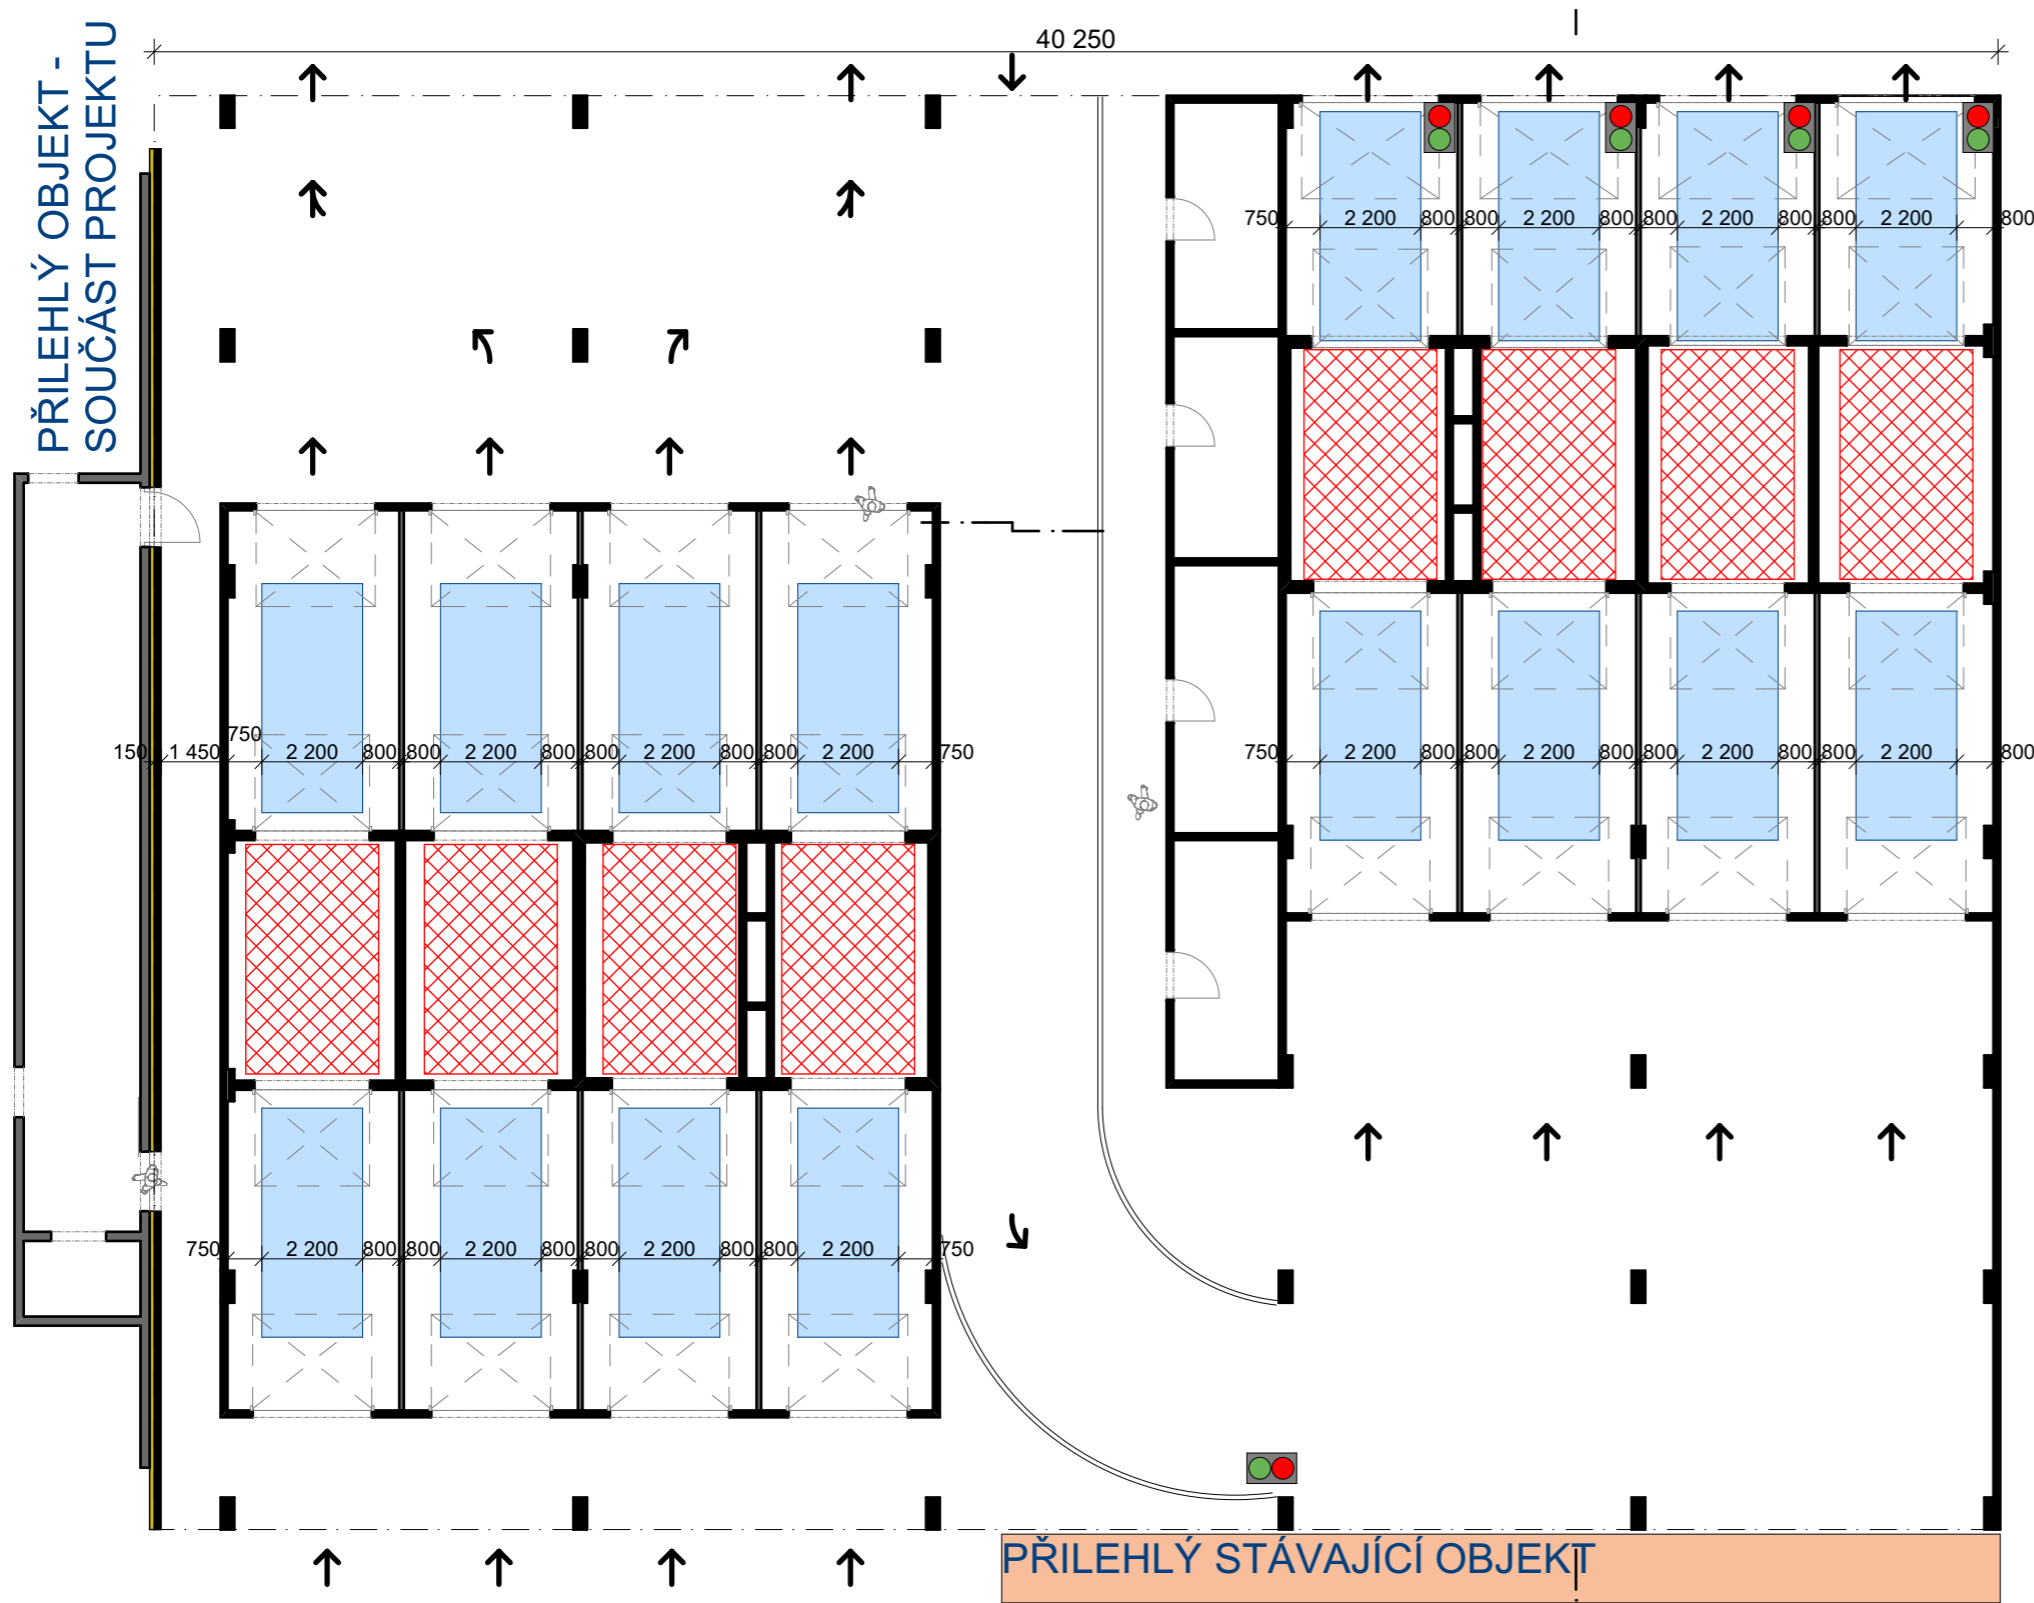 40 250
PŘILEHLÝ OBJEKT -
SOUČÁST PROJEKTU
750 2 200 800 800 2 200 800 800 2 200 800 800 2 200 800
150 1 450 750 2 200 800 800 2 200 800 800 2 200 800 800 2 200 750
750 2 200 800 800 2 200 800 800 2 200 800 800 2 200 800
750 2 200 800 800 2 200 800 800 2 200 800 800 2 200 750
PŘILEHLÝ STÁVAJÍCÍ OBJEKT